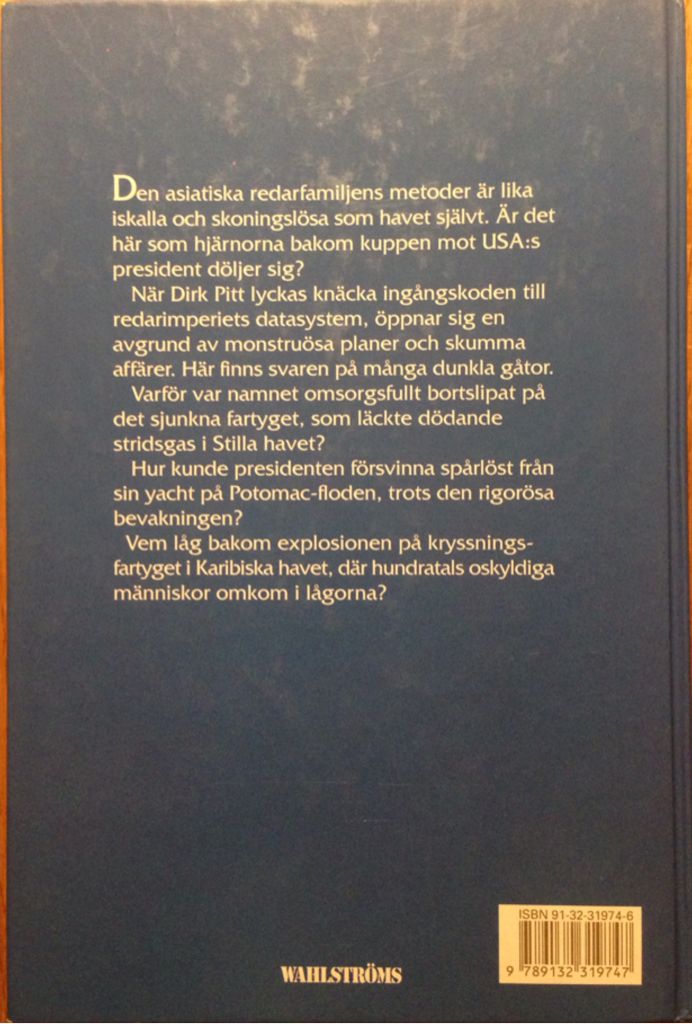 Den asiatiska redarfamiljens metoder är lika
iskalla och skoningslösa som havet självt. Är det
här som hjärnorna bakom kuppen mot USA:s
president döljer sig?
När Dirk Pitt lyckas knäcka ingångskoden till
redarimperiets datasystem, öppnar sig en
avgrund av monstruösa planer och skumma
affärer. Här finns svaren på många dunkla gåtor.
Varför var namnet omsorgsfullt bortslipat på
det sjunkna fartyget, som läckte dödande
stridsgas i Stilla havet?
Hur kunde presidenten försvinna spårlöst från
sin yacht på Potomac-floden, trots den rigorösa
bevakningen?
Vem låg bakom explosionen på kryssnings-
fartyget i Karibiska havet, där hundratals oskyldiga
människor omkom i lågorna?
ISBN 91-32-31974-6
9 789132 319747
WAHLSTRÖMS